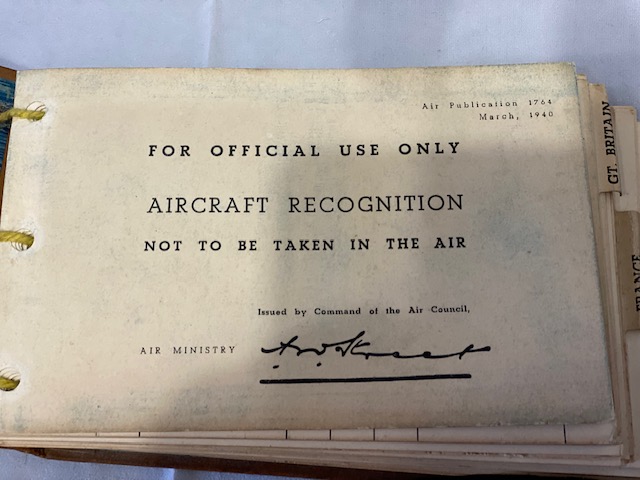 Air Publication 1764
March, 1940
FOR OFFICIAL USE ONLY
AIRCRAFT RECOGNITION
NOT TO BE TAKEN IN THE AIR
Issued by Command of the Air Council,
AIR MINISTRY A.W. Street
GT. BRITAIN
FRANCE